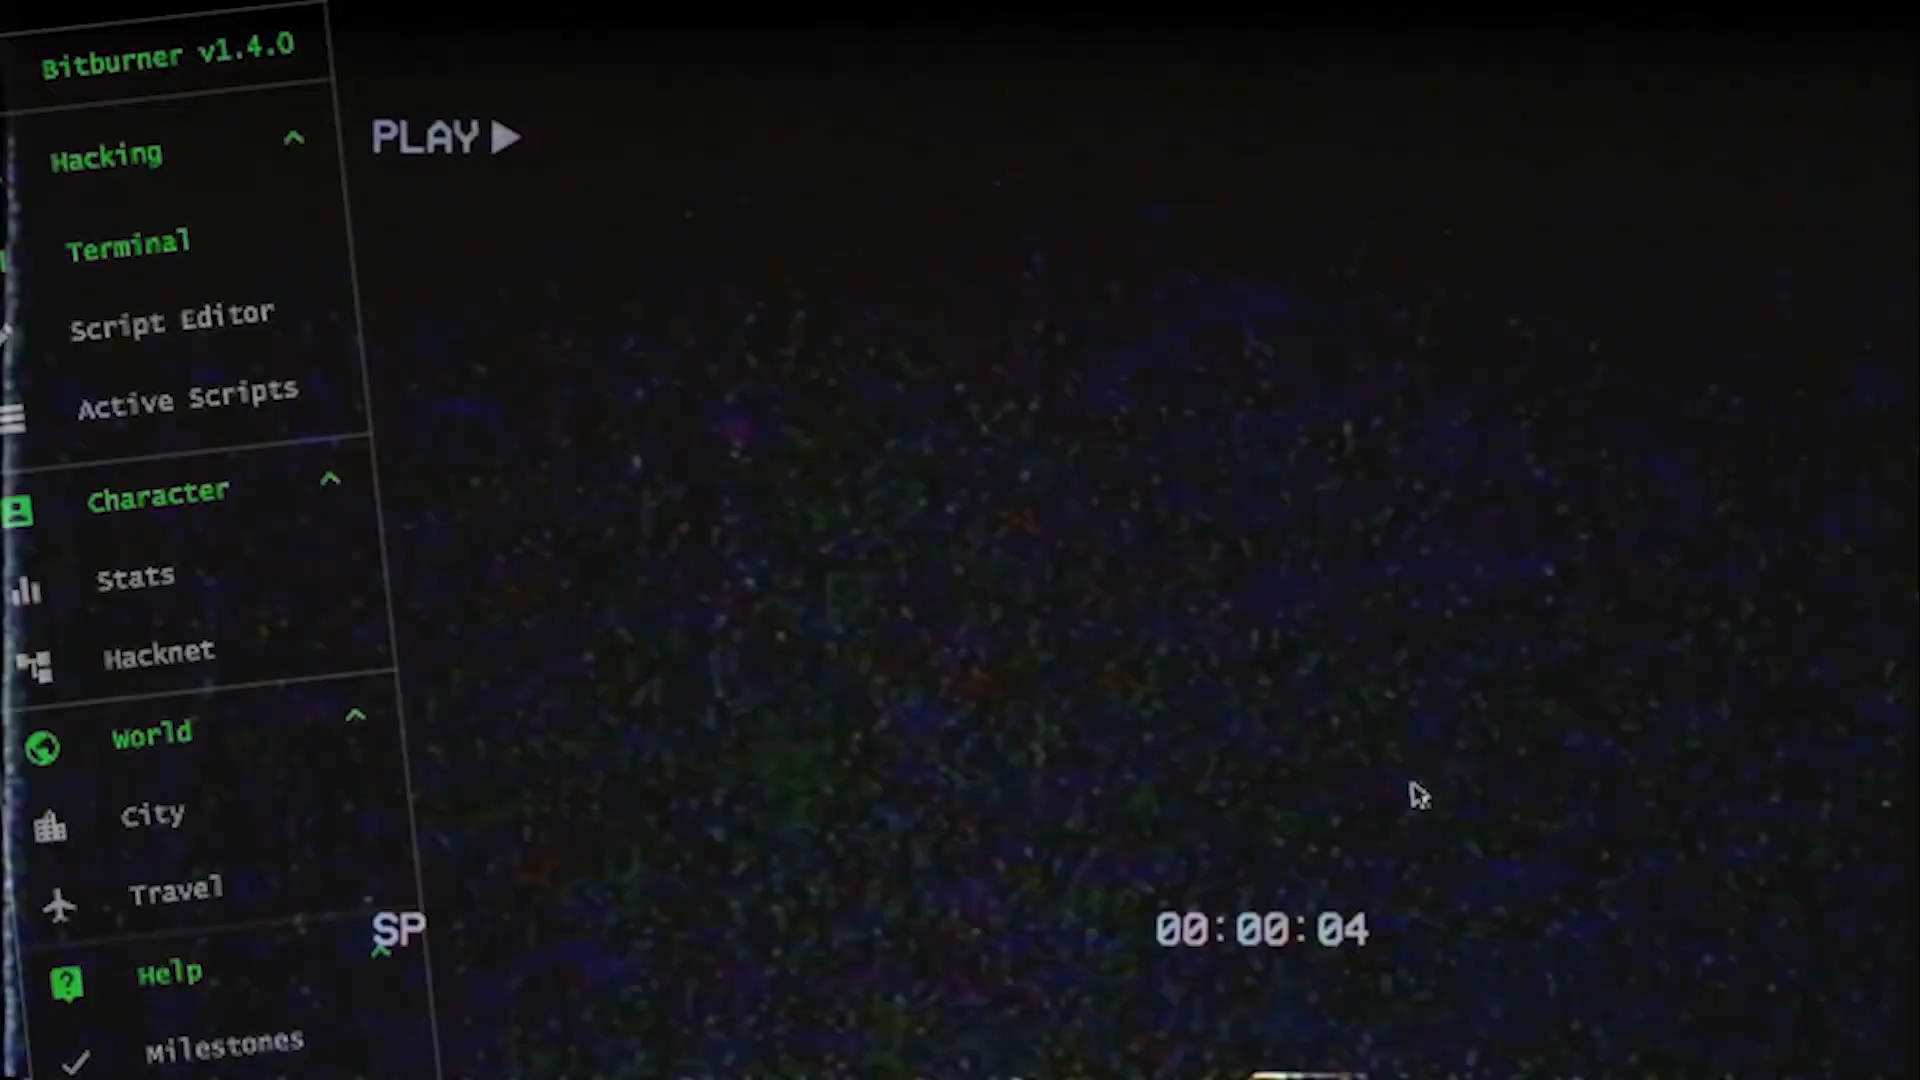 Bitburner v1.4.0
PLAY
Hacking
Terminal
Script Editor
Active Scripts
Character
Stats
Hacknet
World
City
Travel
SP
00:00:04
Help
Milestones